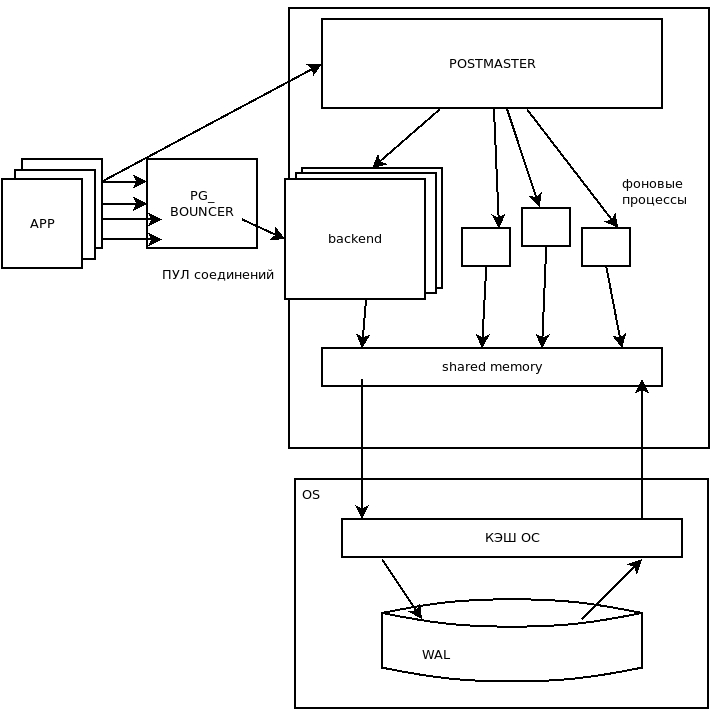 POSTMASTER
фоновые
процессы
PG_
BOUNCER
APP
backend
ПУЛ соединений
shared memory
OS
КЭШ ОС
WAL